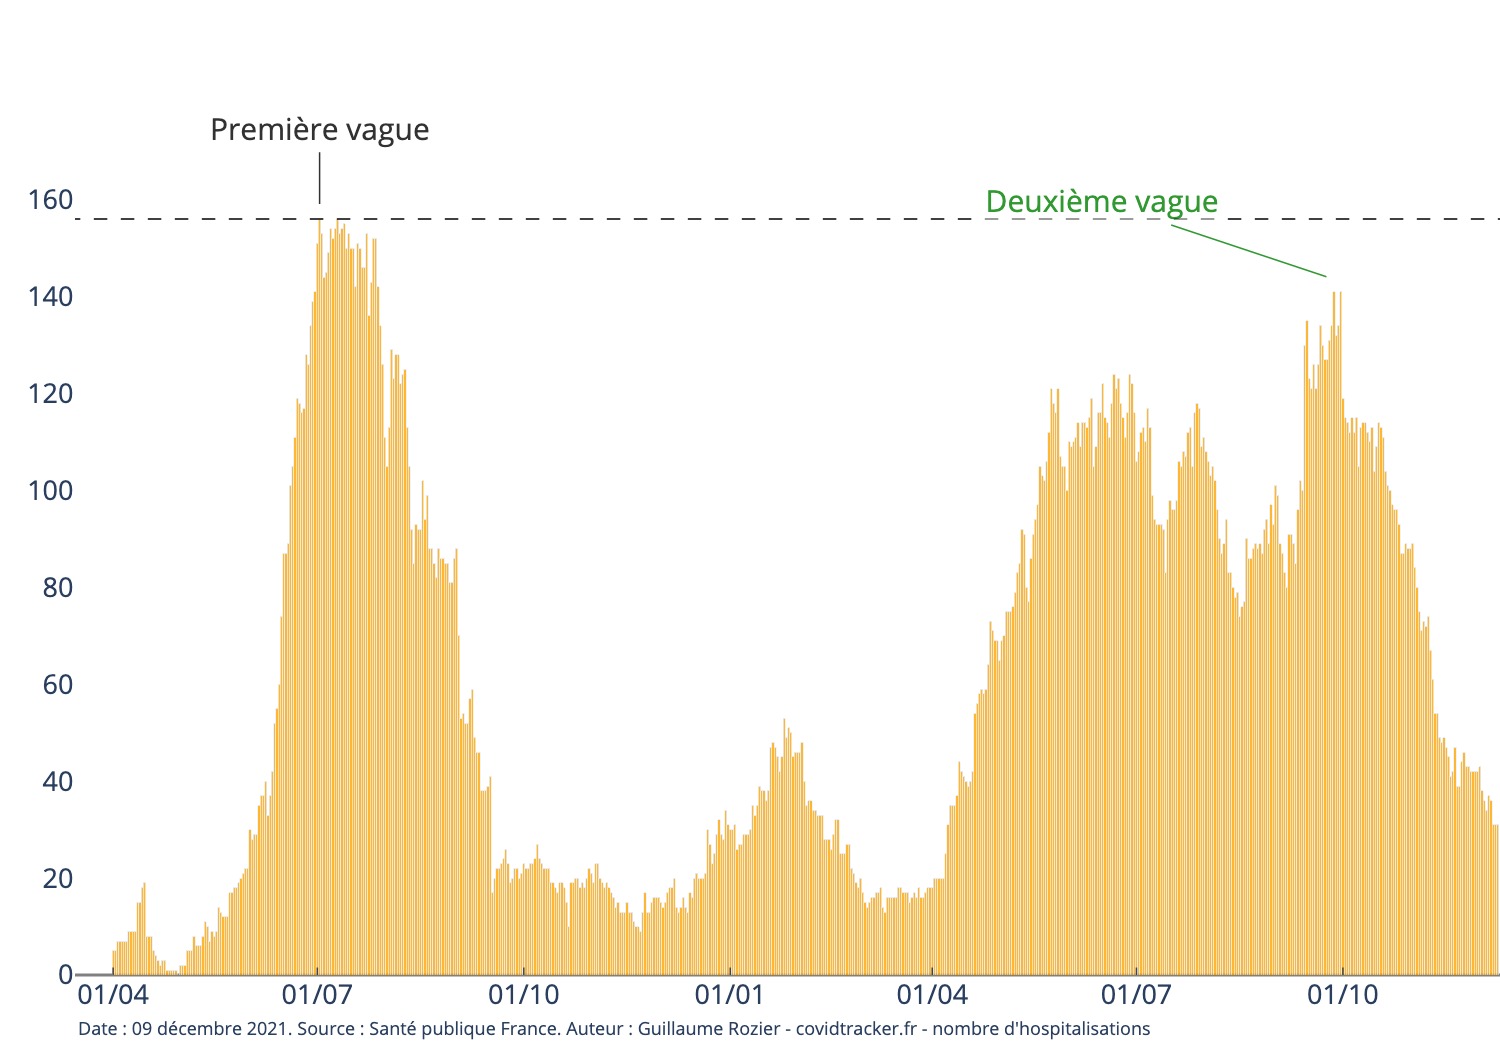 Première vague
Deuxième vague
160
140
120
100
80
60
40
20
0
01/04 01/07 01/10 01/01 01/04 01/07 01/10
Date : 09 décembre 2021. Source : Santé publique France. Auteur : Guillaume Rozier - covidtracker.fr - nombre d'hospitalisations